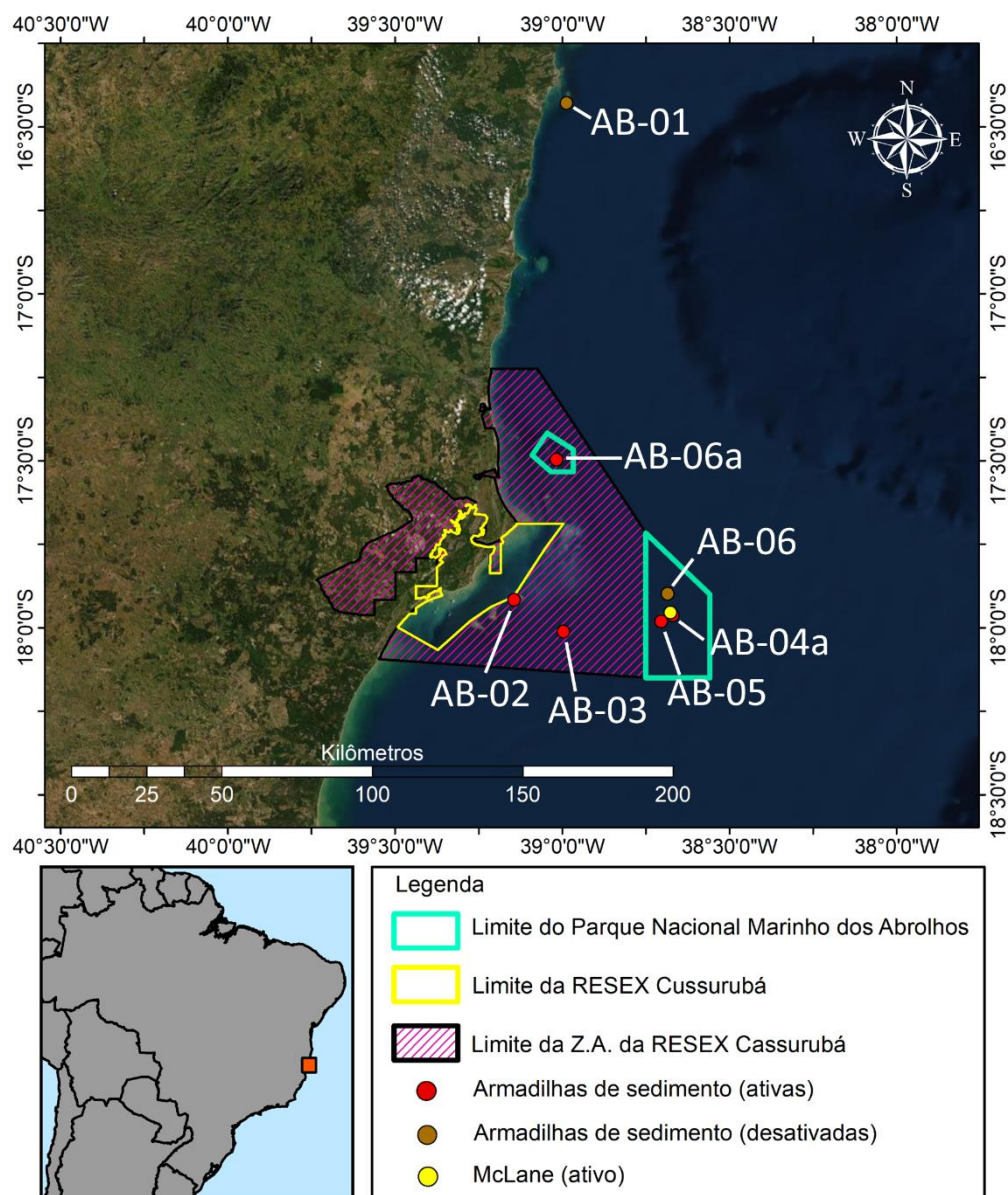 40°30'0"W 40°0'0"W 39°30'0"W 39°0'0"W 38°30'0"W 38°0'0"W
16°30'0"S
17°0'0"S
17°30'0"S
18°0'0"S
18°30'0"S
N
W E
S
16°30'0"S
17°0'0"S
17°30'0"S
18°0'0"S
18°30'0"S
AB-01
AB-06a
AB-06
AB-04a
AB-02
AB-03
AB-05
Kilômetros
0 25 50 100 150 200
40°30'0"W 40°0'0"W 39°30'0"W 39°0'0"W 38°30'0"W 38°0'0"W
Legenda
Limite do Parque Nacional Marinho dos Abrolhos
Limite da RESEX Cussurubá
Limite da Z.A. da RESEX Cassurubá
Armadilhas de sedimento (ativas)
Armadilhas de sedimento (desativadas)
McLane (ativo)